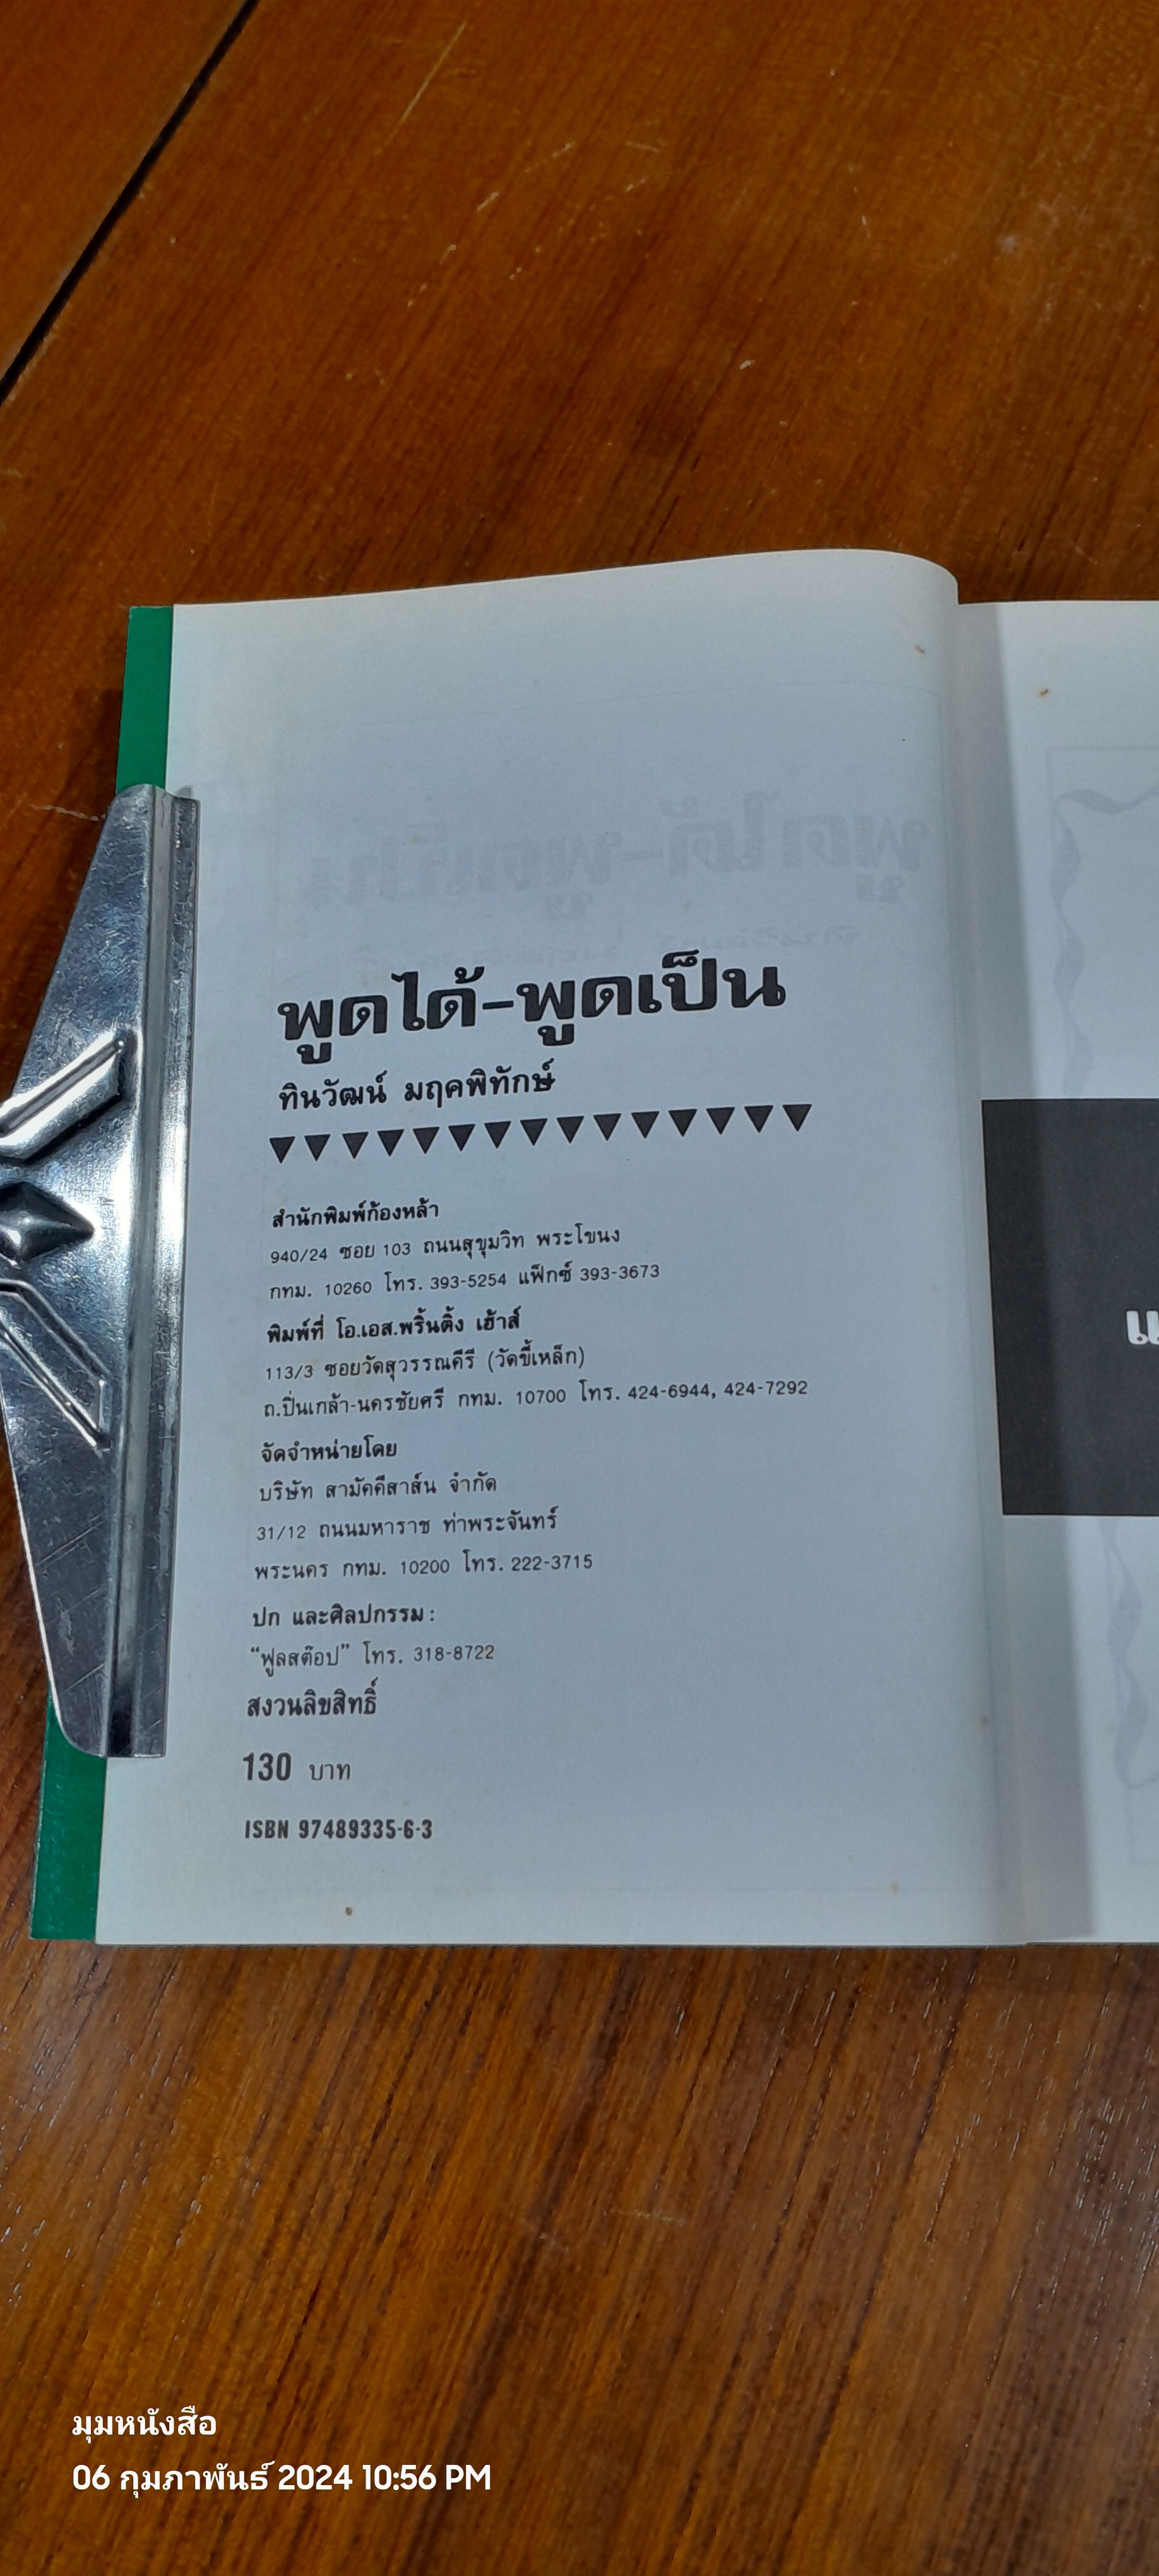 พูดได้-พูดเป็น
ทินวัฒน์ มฤคพิทักษ์
สำนักพิมพ์ก้องหล้า
940/24 ซอย 103 ถนนสุขุมวิท พระโขนง
กทม. 10260 โทร. 393-5254 แฟ็กซ์ 393-3673
พิมพ์ที่ โอ.เอส.พริ้นติ้ง เฮ้าส์
113/3 ซอยวัดสุวรรณคีรี (วัดขี้เหล็ก)
ถ.ปิ่นเกล้า-นครชัยศรี กทม. 10700 โทร. 424-6944, 424-7292
จัดจำหน่ายโดย
บริษัท สามัคคีสาส์น จำกัด
31/12 ถนนมหาราช ท่าพระจันทร์
พระนคร กทม. 10200 โทร. 222-3715
ปก และศิลปกรรม:
“ฟูลสต๊อป” โทร. 318-8722
สงวนลิขสิทธิ์
130 บาท
ISBN 97489335-6-3
แ
มุมหนังสือ
06 กุมภาพันธ์ 2024 10:56 PM